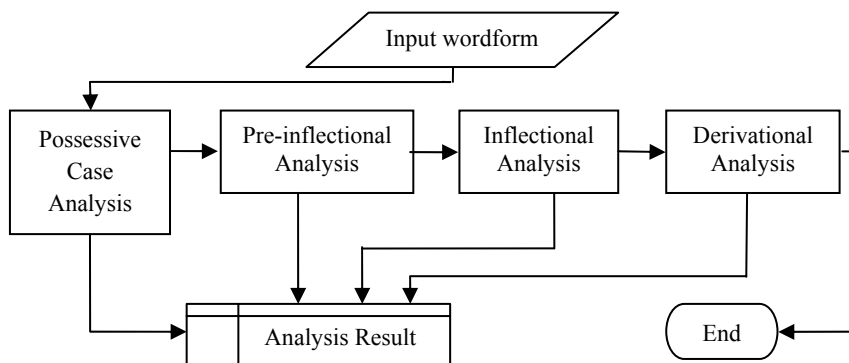 Input wordform
Possessive
Case
Analysis
Pre-inflectional
Analysis
Inflectional
Analysis
Derivational
Analysis
Analysis Result
End